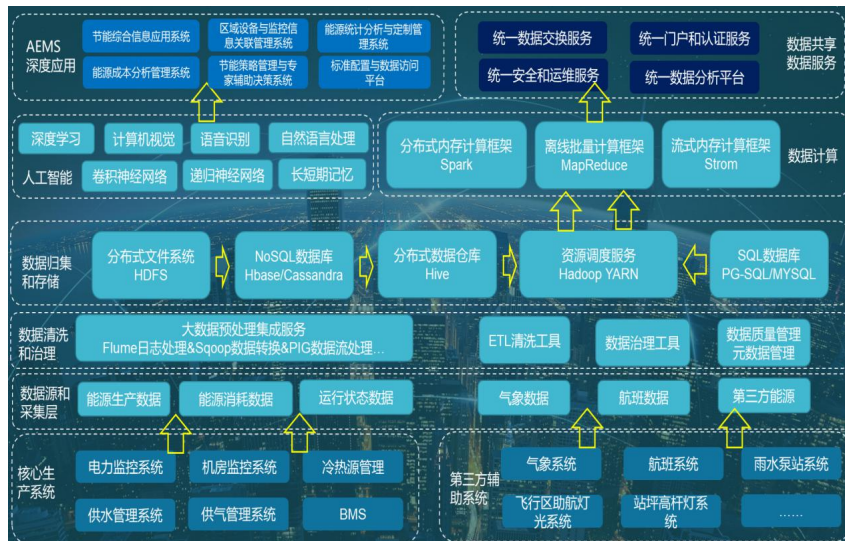 AEMS
深度应用
节能综合信息应用系统
区域设备与监控信
息关联管理系统
能源统计分析与定制管
理系统
能源成本分析管理系统
节能策略管理与专
家辅助决策系统
标准配置与数据访问
平台
统一数据交换服务
统一门户和认证服务
统一安全和运维服务
统一数据分析平台
数据共享
数据服务
深度学习
计算机视觉
语音识别
自然语言处理
人工智能
卷积神经网络
递归神经网络
长短期记忆
分布式内存计算框架
Spark
离线批量计算框架
MapReduce
流式内存计算框架
Strom
数据计算
数据归集
和存储
分布式文件系统
HDFS
NoSQL数据库
Hbase/Cassandra
分布式数据仓库
Hive
资源调度服务
Hadoop YARN
SQL数据库
PG-SQL/MYSQL
数据清洗
和治理
大数据预处理集成服务
Flume日志处理&Sqoop数据转换&PIG数据流处理…
ETL清洗工具
数据治理工具
数据质量管理
元数据管理
数据源和
采集层
能源生产数据
能源消耗数据
运行状态数据
气象数据
航班数据
第三方能源
核心生
产系统
电力监控系统
机房监控系统
冷热源管理
供水管理系统
供气管理系统
BMS
第三方辅
助系统
气象系统
航班系统
雨水泵站系统
飞行区助航灯
光系统
站坪高杆灯系
统
……